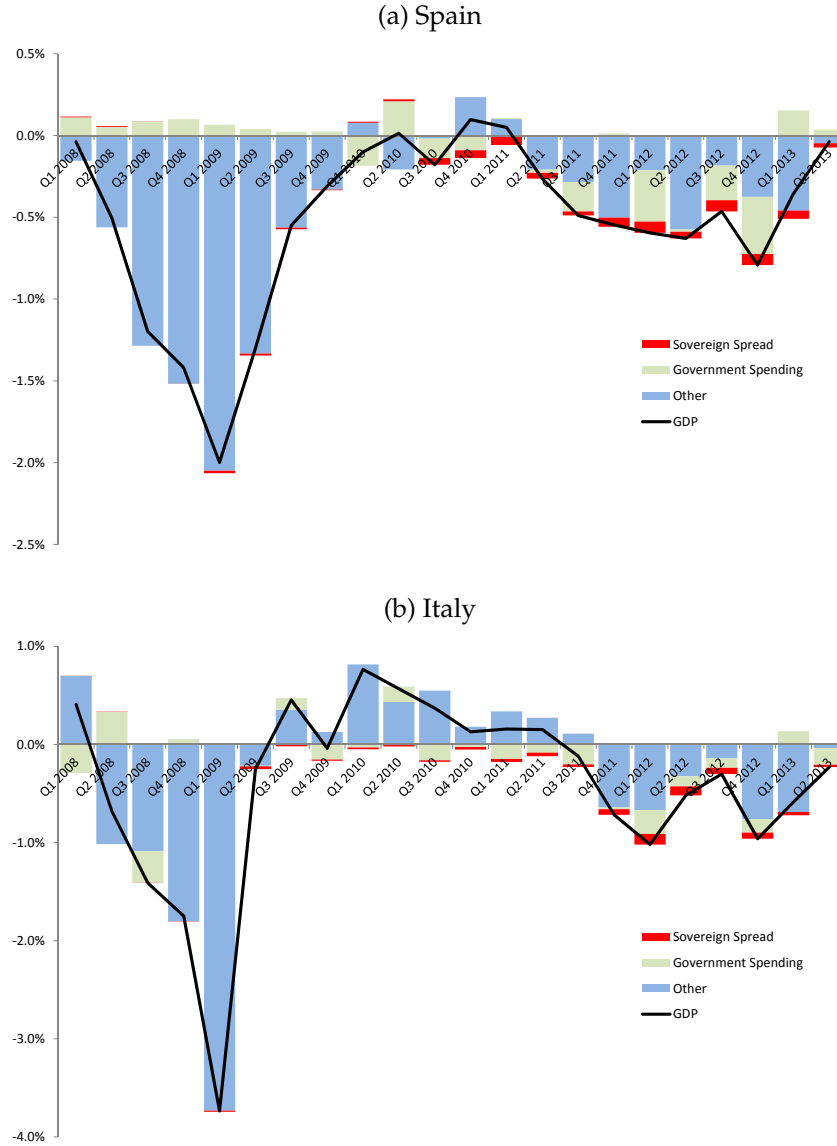 (a) Spain
0.5%
0.0%
-0.5%
-1.0%
-1.5%
-2.0%
-2.5%
Q1 2008
Q2 2008
Q3 2008
Q4 2008
Q1 2009
Q2 2009
Q3 2009
Q4 2009
Q1 2010
Q2 2010
Q3 2010
Q4 2010
Q1 2011
Q2 2011
Q3 2011
Q4 2011
Q1 2012
Q2 2012
Q3 2012
Q4 2012
Q1 2013
Q2 2013
Sovereign Spread
Government Spending
Other
GDP
(b) Italy
1.0%
0.0%
-1.0%
-2.0%
-3.0%
-4.0%
Q1 2008
Q2 2008
Q3 2008
Q4 2008
Q1 2009
Q2 2009
Q3 2009
Q4 2009
Q1 2010
Q2 2010
Q3 2010
Q4 2010
Q1 2011
Q2 2011
Q3 2011
Q4 2011
Q1 2012
Q2 2012
Q3 2012
Q4 2012
Q1 2013
Q2 2013
Sovereign Spread
Government Spending
Other
GDP